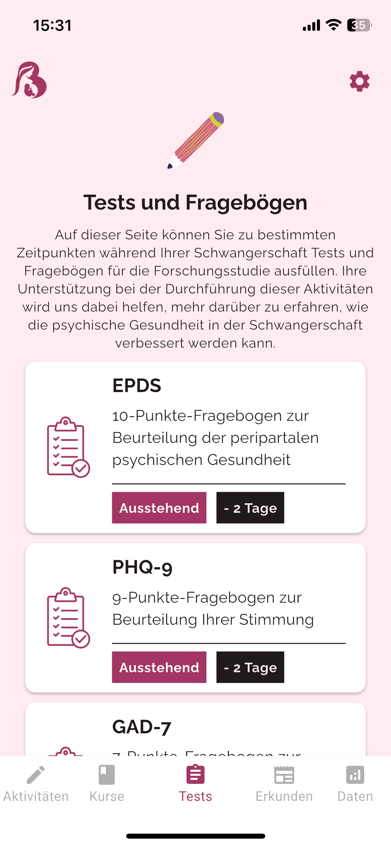 15:31
35
Tests und Fragebögen
Auf dieser Seite können Sie zu bestimmten
Zeitpunkten während Ihrer Schwangerschaft Tests und
Fragebögen für die Forschungsstudie ausfüllen. Ihre
Unterstützung bei der Durchführung dieser Aktivitäten
wird uns dabei helfen, mehr darüber zu erfahren, wie
die psychische Gesundheit in der Schwangerschaft
verbessert werden kann.
EPDS
10-Punkte-Fragebogen zur
Beurteilung der peripartalen
psychischen Gesundheit
Ausstehend
- 2 Tage
PHQ-9
9-Punkte-Fragebogen zur
Beurteilung Ihrer Stimmung
Ausstehend
- 2 Tage
GAD-7
7-Punkte-Fragebogen zur
Aktivitäten
Kurse
Tests
Erkunden
Daten